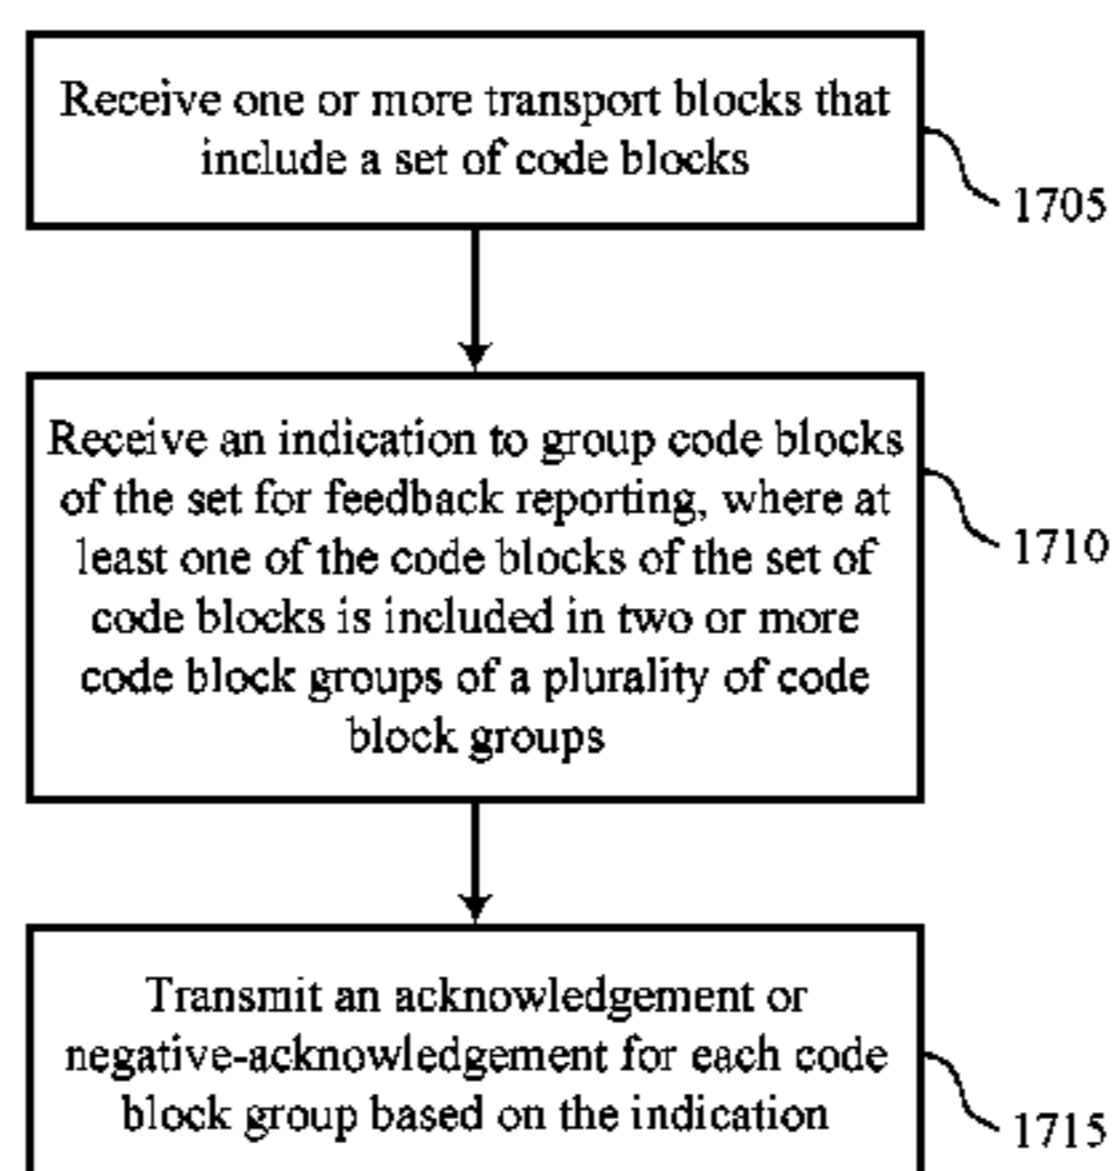 Receive one or more transport blocks that
include a set of code blocks
1705
Receive an indication to group code blocks
of the set for feedback reporting, where at
least one of the code blocks of the set of
code blocks is included in two or more
code block groups of a plurality of code
block groups
1710
Transmit an acknowledgement or
negative-acknowledgement for each code
block group based on the indication
1715